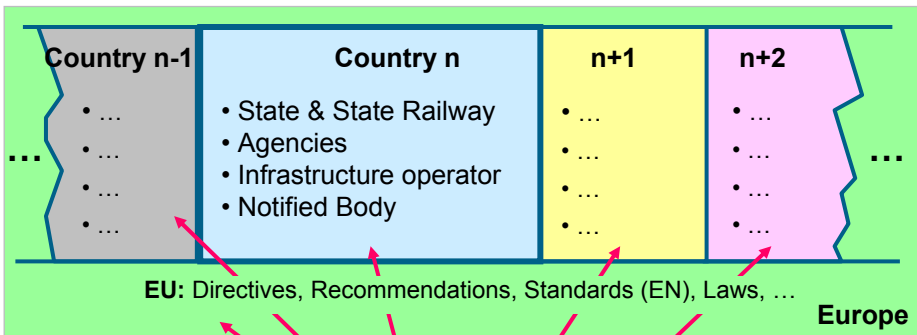 Country n-1
• …
• …
• …
• …
Country n
• State & State Railway
• Agencies
• Infrastructure operator
• Notified Body
n+1
• …
• …
• …
• …
n+2
• …
• …
• …
• …
…
…
EU: Directives, Recommendations, Standards (EN), Laws, …
Europe